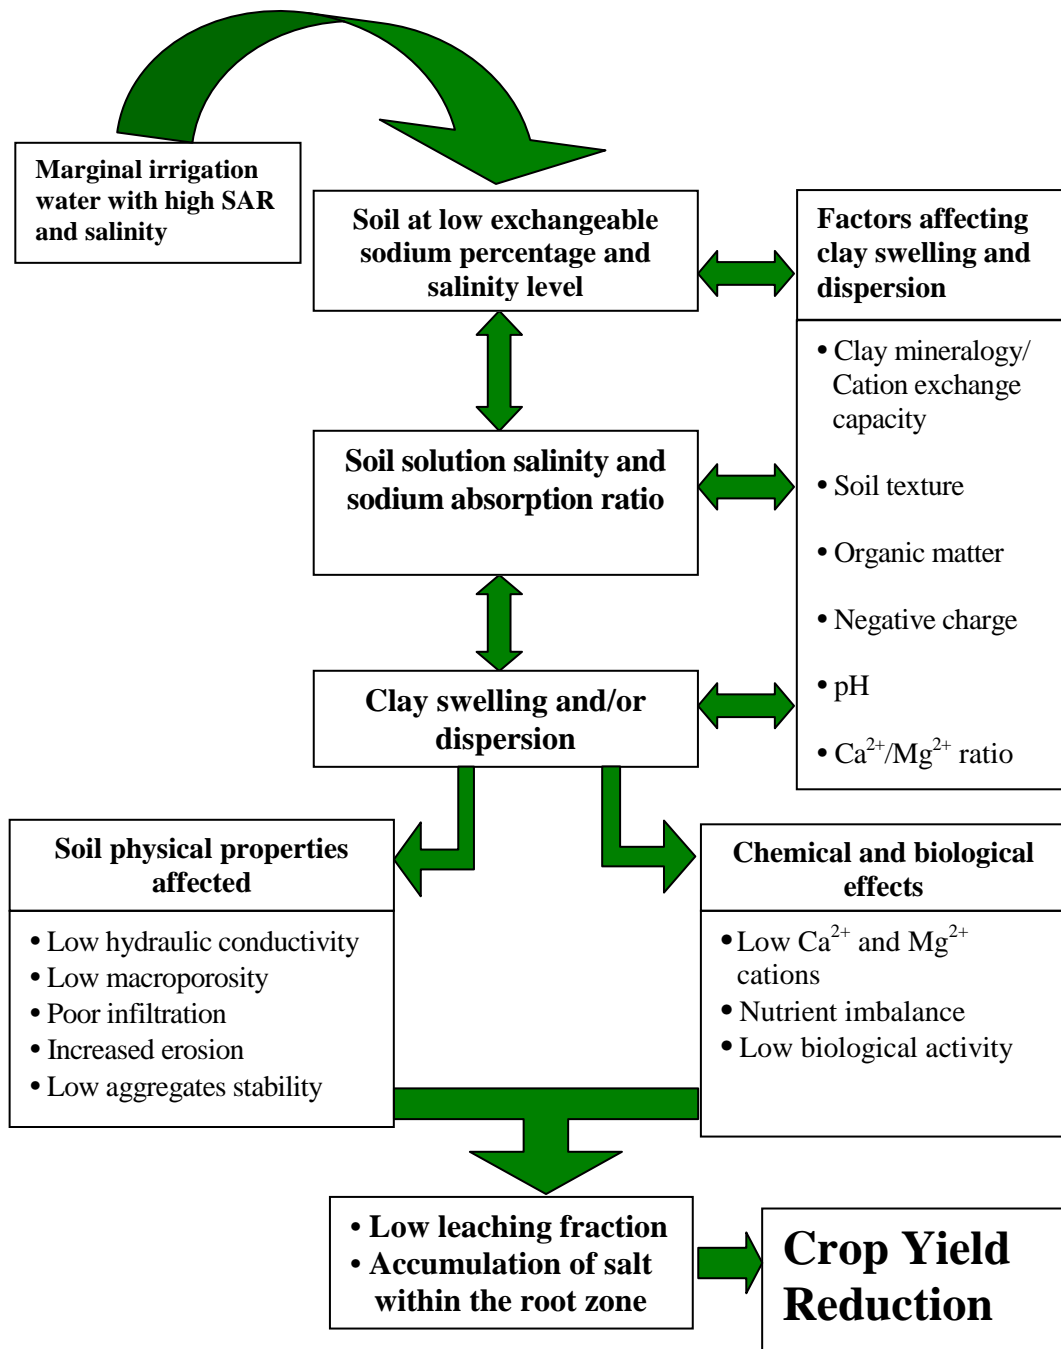 Marginal irrigation
water with high SAR
and salinity
Soil at low exchangeable
sodium percentage and
salinity level
Factors affecting
clay swelling and
dispersion
• Clay mineralogy/
Cation exchange
capacity
• Soil texture
• Organic matter
• Negative charge
• pH
• Ca²⁺/Mg²⁺ ratio
Soil solution salinity and
sodium absorption ratio
Clay swelling and/or
dispersion
Soil physical properties
affected
• Low hydraulic conductivity
• Low macroporosity
• Poor infiltration
• Increased erosion
• Low aggregates stability
Chemical and biological
effects
• Low Ca²⁺ and Mg²⁺
cations
• Nutrient imbalance
• Low biological activity
• Low leaching fraction
• Accumulation of salt
within the root zone
Crop Yield
Reduction